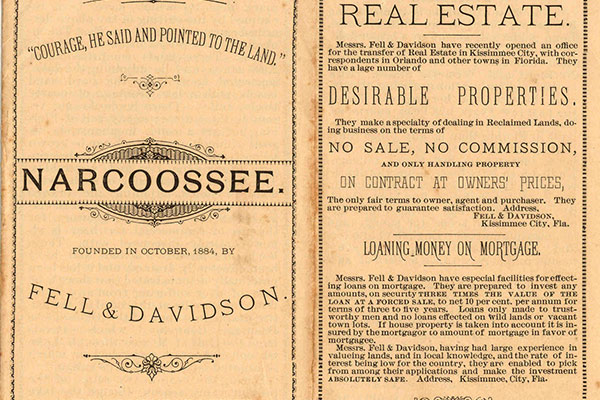 "COURAGE, HE SAID AND POINTED TO THE LAND."
NARCOOSSEE.
FOUNDED IN OCTOBER, 1884, BY
FELL & DAVIDSON.
REAL ESTATE.
Messrs. Fell & Davidson have recently opened an office
for the transfer of Real Estate in Kissimmee City, with cor-
respondents in Orlando and other towns in Florida. They
have a lage number of
DESIRABLE PROPERTIES.
They make a specialty of dealing in Reclaimed Lands, do-
ing business on the terms of
NO SALE, NO COMMISSION,
AND ONLY HANDLING PROPERTY
ON CONTRACT AT OWNERS' PRICES,
The only fair terms to owner, agent and purchaser. They
are prepared to guarantee satisfaction. Address,
FELL & DAVIDSON,
Kissimmee City, Fla.
LOANING MONEY ON MORTGAGE.
Messrs. Fell & Davidson have especial facilities for effect-
ing loans on mortgage. They are prepared to invest any
amounts, on security THREE TIMES THE VALUE OF THE
LOAN AT A FORCED SALE, to net 10 per cent. per annum for
terms of three to five years. Loans only made to trust-
worthy men and no loans effected on wild lands or vacant
town lots. If house property is taken into account it is in-
sured by the mortgagor to amount of mortgage in favor of
mortgagee.
Messrs. Fell & Davidson, having had large experience in
valueing lands, and in local knowledge, and the rate of in-
terest being low for the country, they are enabled to pick
from among their applications and make the investment
ABSOLUTELY SAFE. Address, Kissimmee, City, Fla.